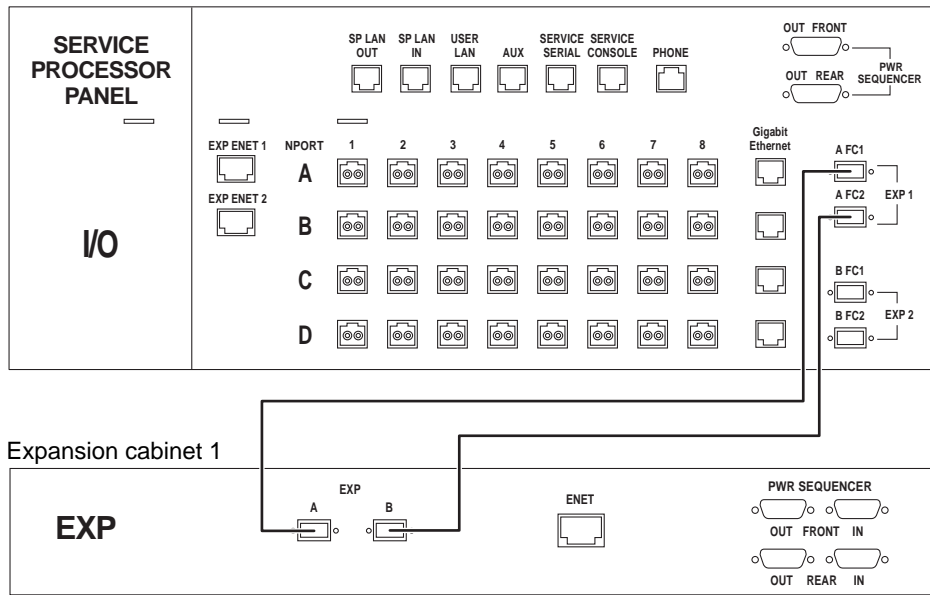 SERVICE
PROCESSOR
PANEL
I/O
SP LAN
OUT
SP LAN
IN
USER
LAN
AUX
SERVICE
SERIAL
SERVICE
CONSOLE
PHONE
OUT FRONT
OUT REAR
PWR
SEQUENCER
EXP ENET 1
EXP ENET 2
NPORT 1 2 3 4 5 6 7 8
Gigabit
Ethernet
A
B
C
D
A FC1
A FC2
EXP 1
B FC1
B FC2
EXP 2
Expansion cabinet 1
EXP
EXP
A B
ENET
PWR SEQUENCER
OUT FRONT IN
OUT REAR IN